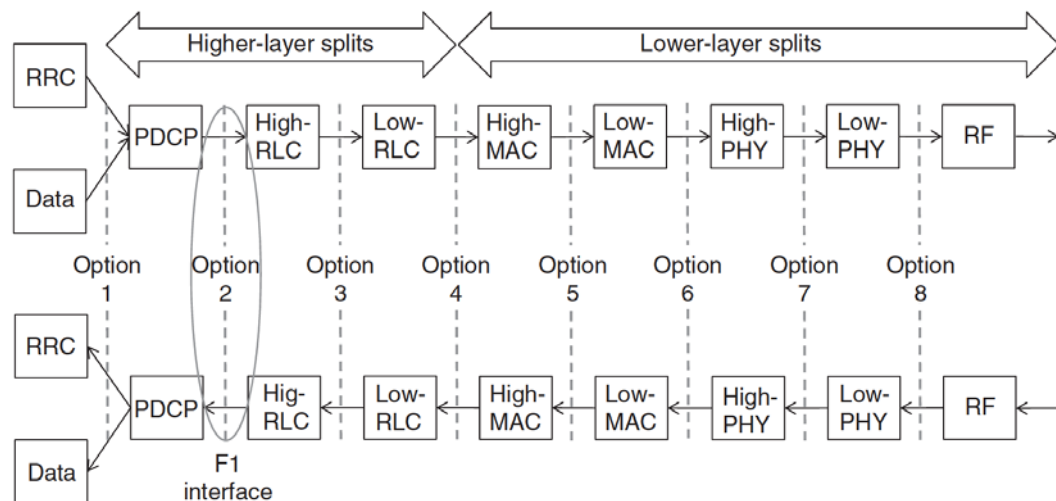 Higher-layer splits
Lower-layer splits
RRC
Data
PDCP
High-
RLC
Low-
RLC
High-
MAC
Low-
MAC
High-
PHY
Low-
PHY
RF
Option
1
Option
2
Option
3
Option
4
Option
5
Option
6
Option
7
Option
8
RRC
Data
PDCP
Hig-
RLC
Low-
RLC
High-
MAC
Low-
MAC
High-
PHY
Low-
PHY
RF
F1
interface